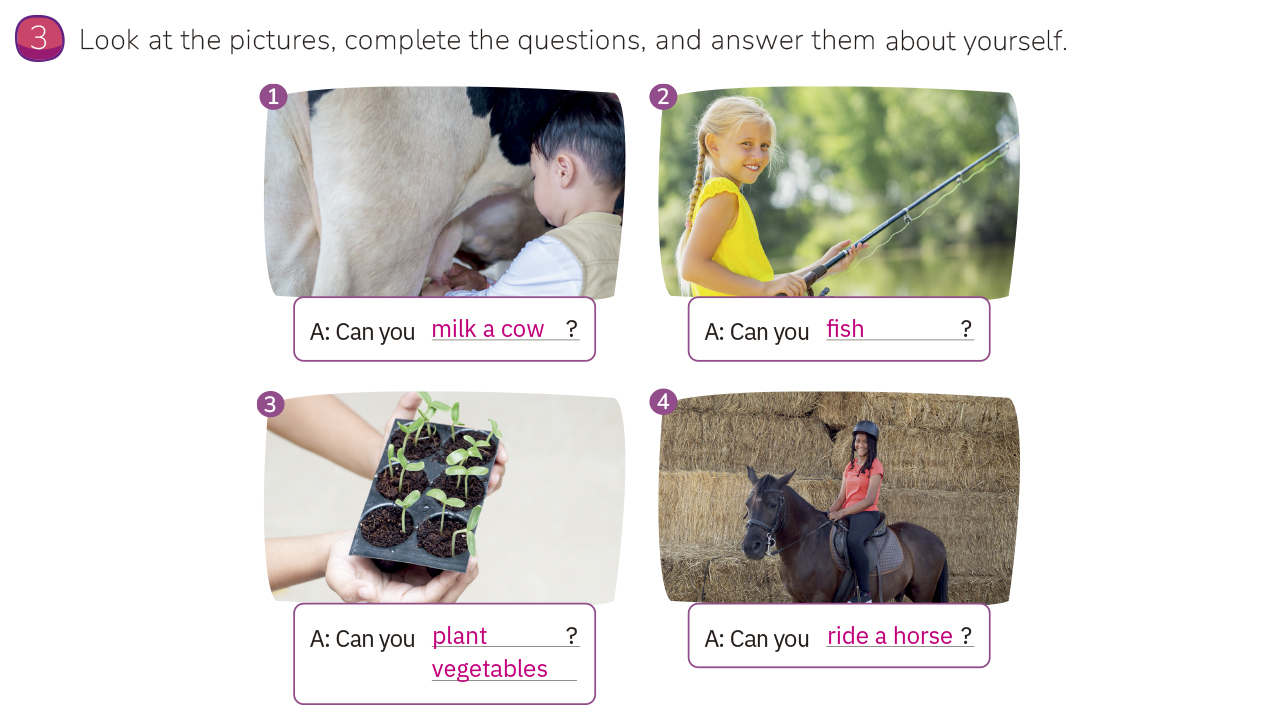 3 Look at the pictures, complete the questions, and answer them about yourself.
1
A: Can you milk a cow ?
2
A: Can you fish ?
3
A: Can you plant ?
vegetables
4
A: Can you ride a horse ?